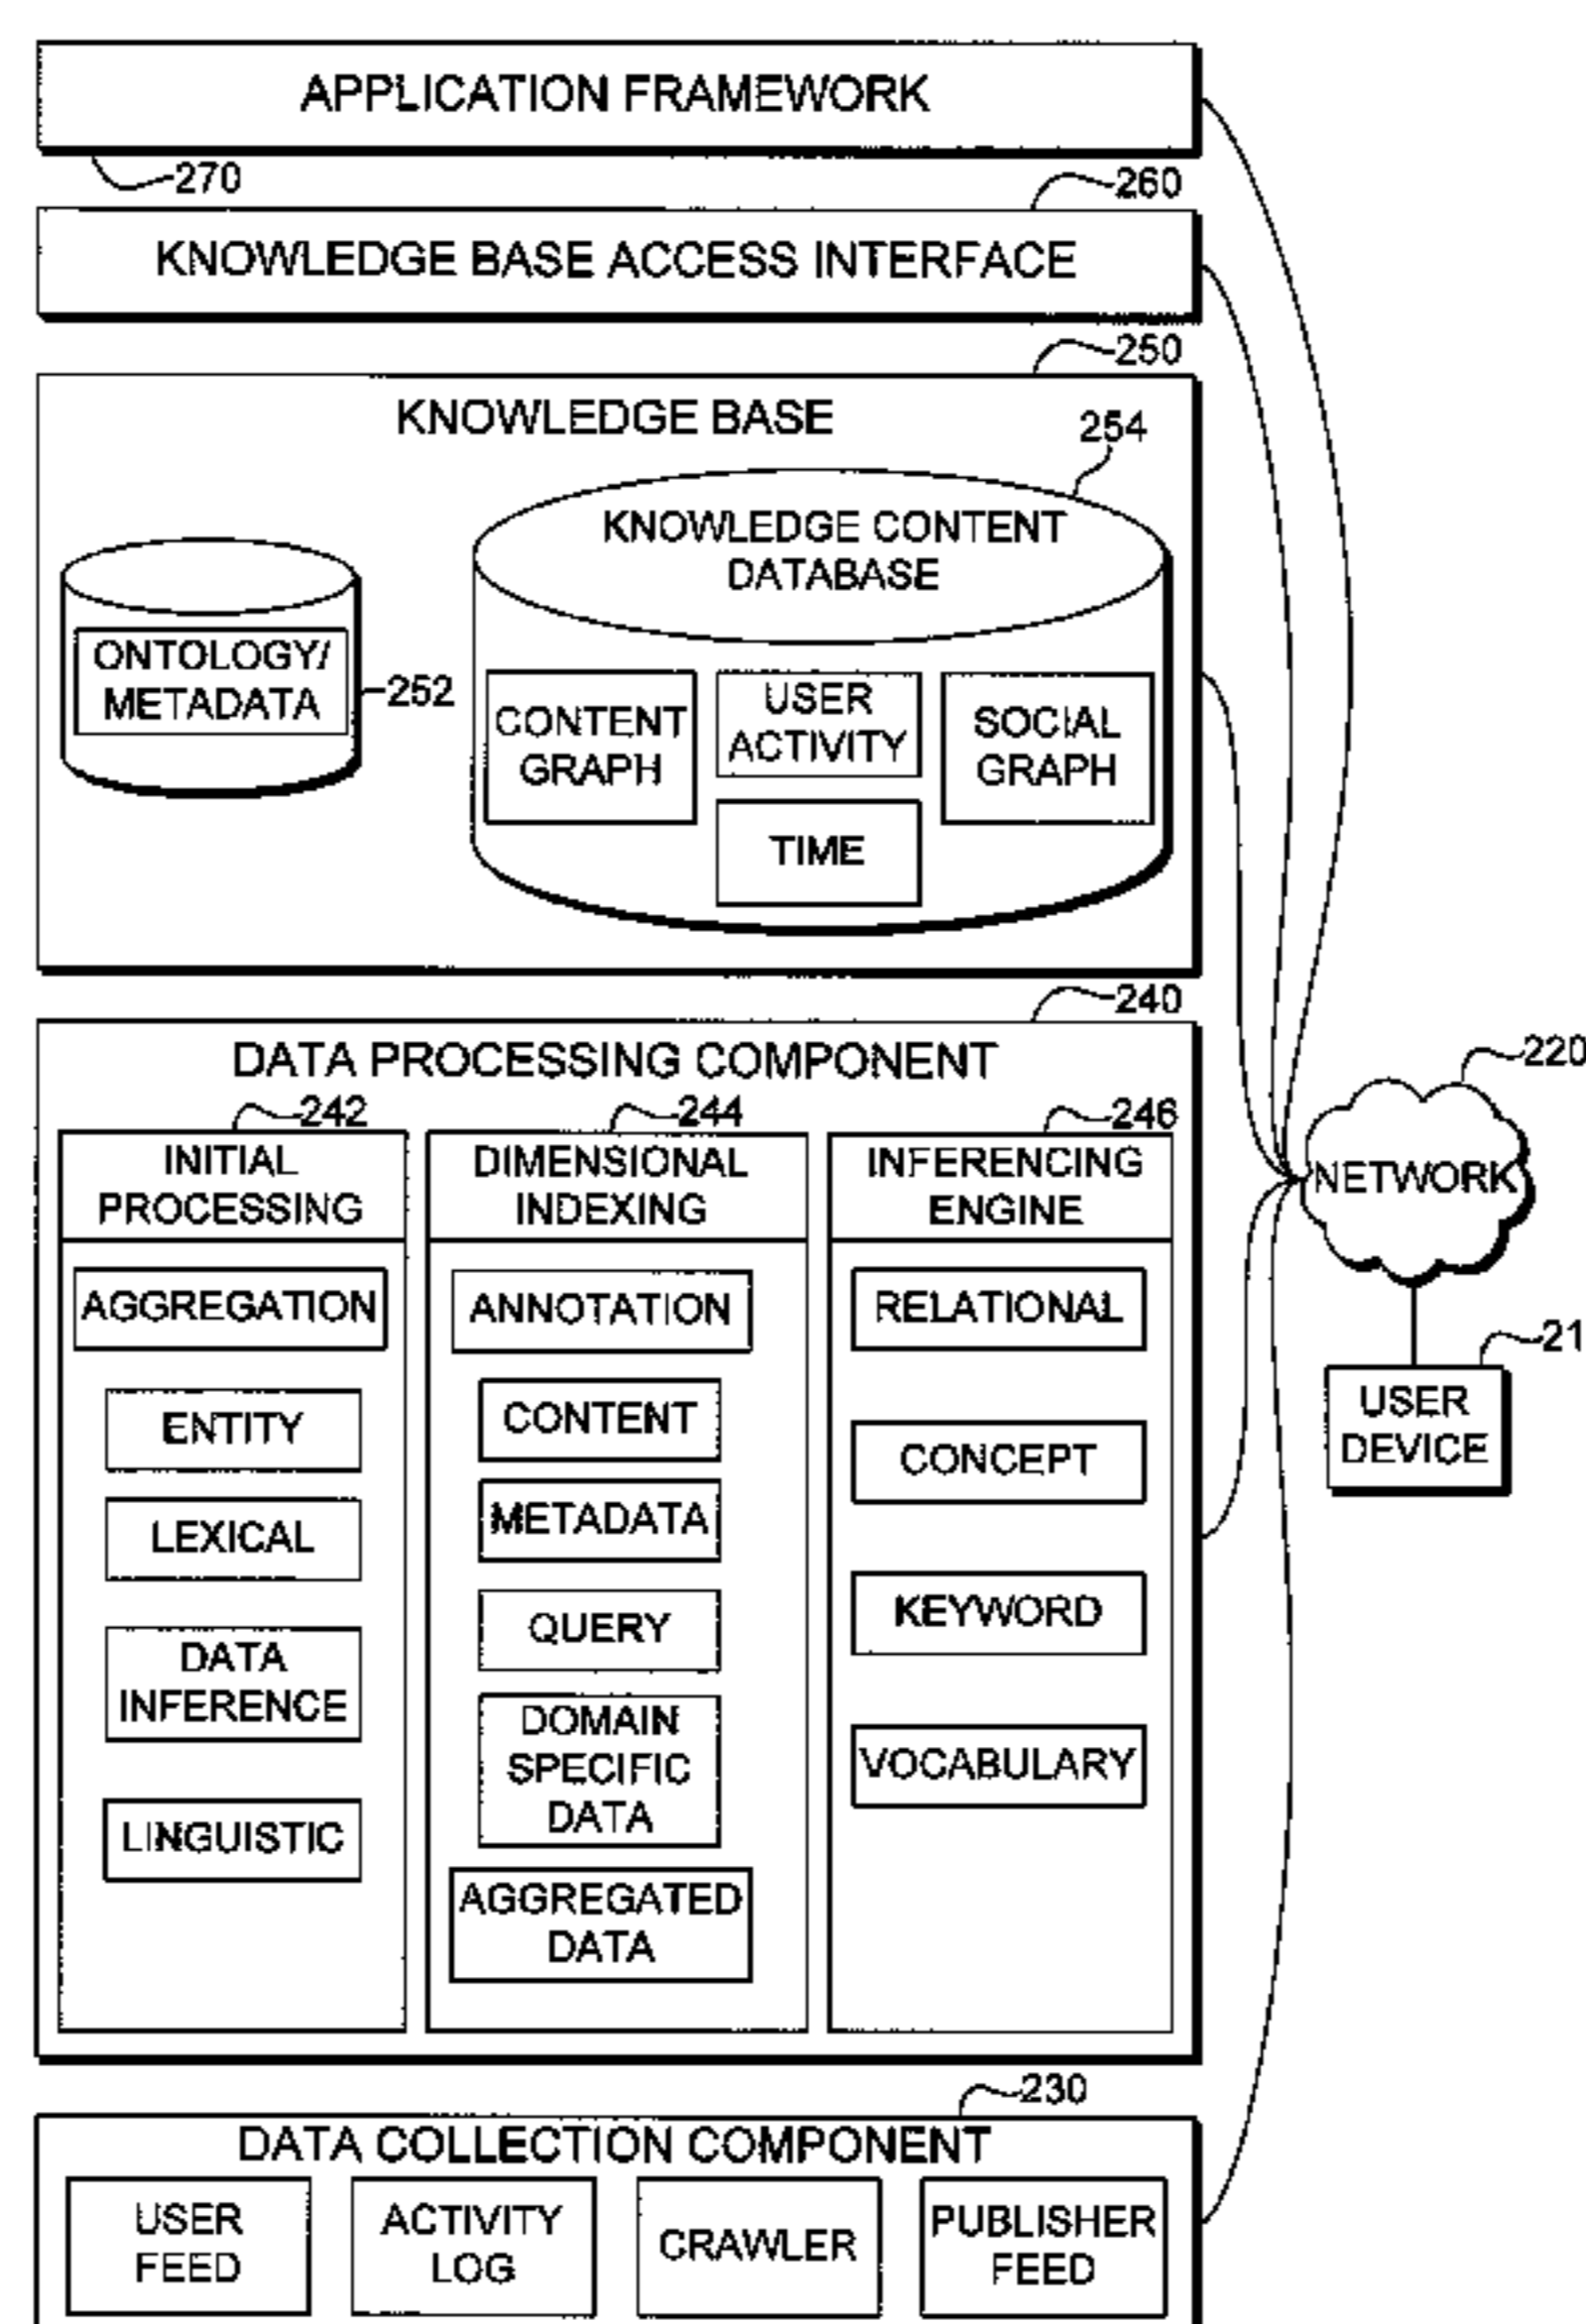 APPLICATION FRAMEWORK
270
260
KNOWLEDGE BASE ACCESS INTERFACE
250
KNOWLEDGE BASE
254
KNOWLEDGE CONTENT
DATABASE
ONTOLOGY/
METADATA
252
CONTENT
GRAPH
USER
ACTIVITY
SOCIAL
GRAPH
TIME
240
DATA PROCESSING COMPONENT
242
INITIAL
PROCESSING
AGGREGATION
ENTITY
LEXICAL
DATA
INFERENCE
LINGUISTIC
244
DIMENSIONAL
INDEXING
ANNOTATION
CONTENT
METADATA
QUERY
DOMAIN
SPECIFIC
DATA
AGGREGATED
DATA
246
INFERENCING
ENGINE
RELATIONAL
CONCEPT
KEYWORD
VOCABULARY
220
NETWORK
21
USER
DEVICE
230
DATA COLLECTION COMPONENT
USER
FEED
ACTIVITY
LOG
CRAWLER
PUBLISHER
FEED